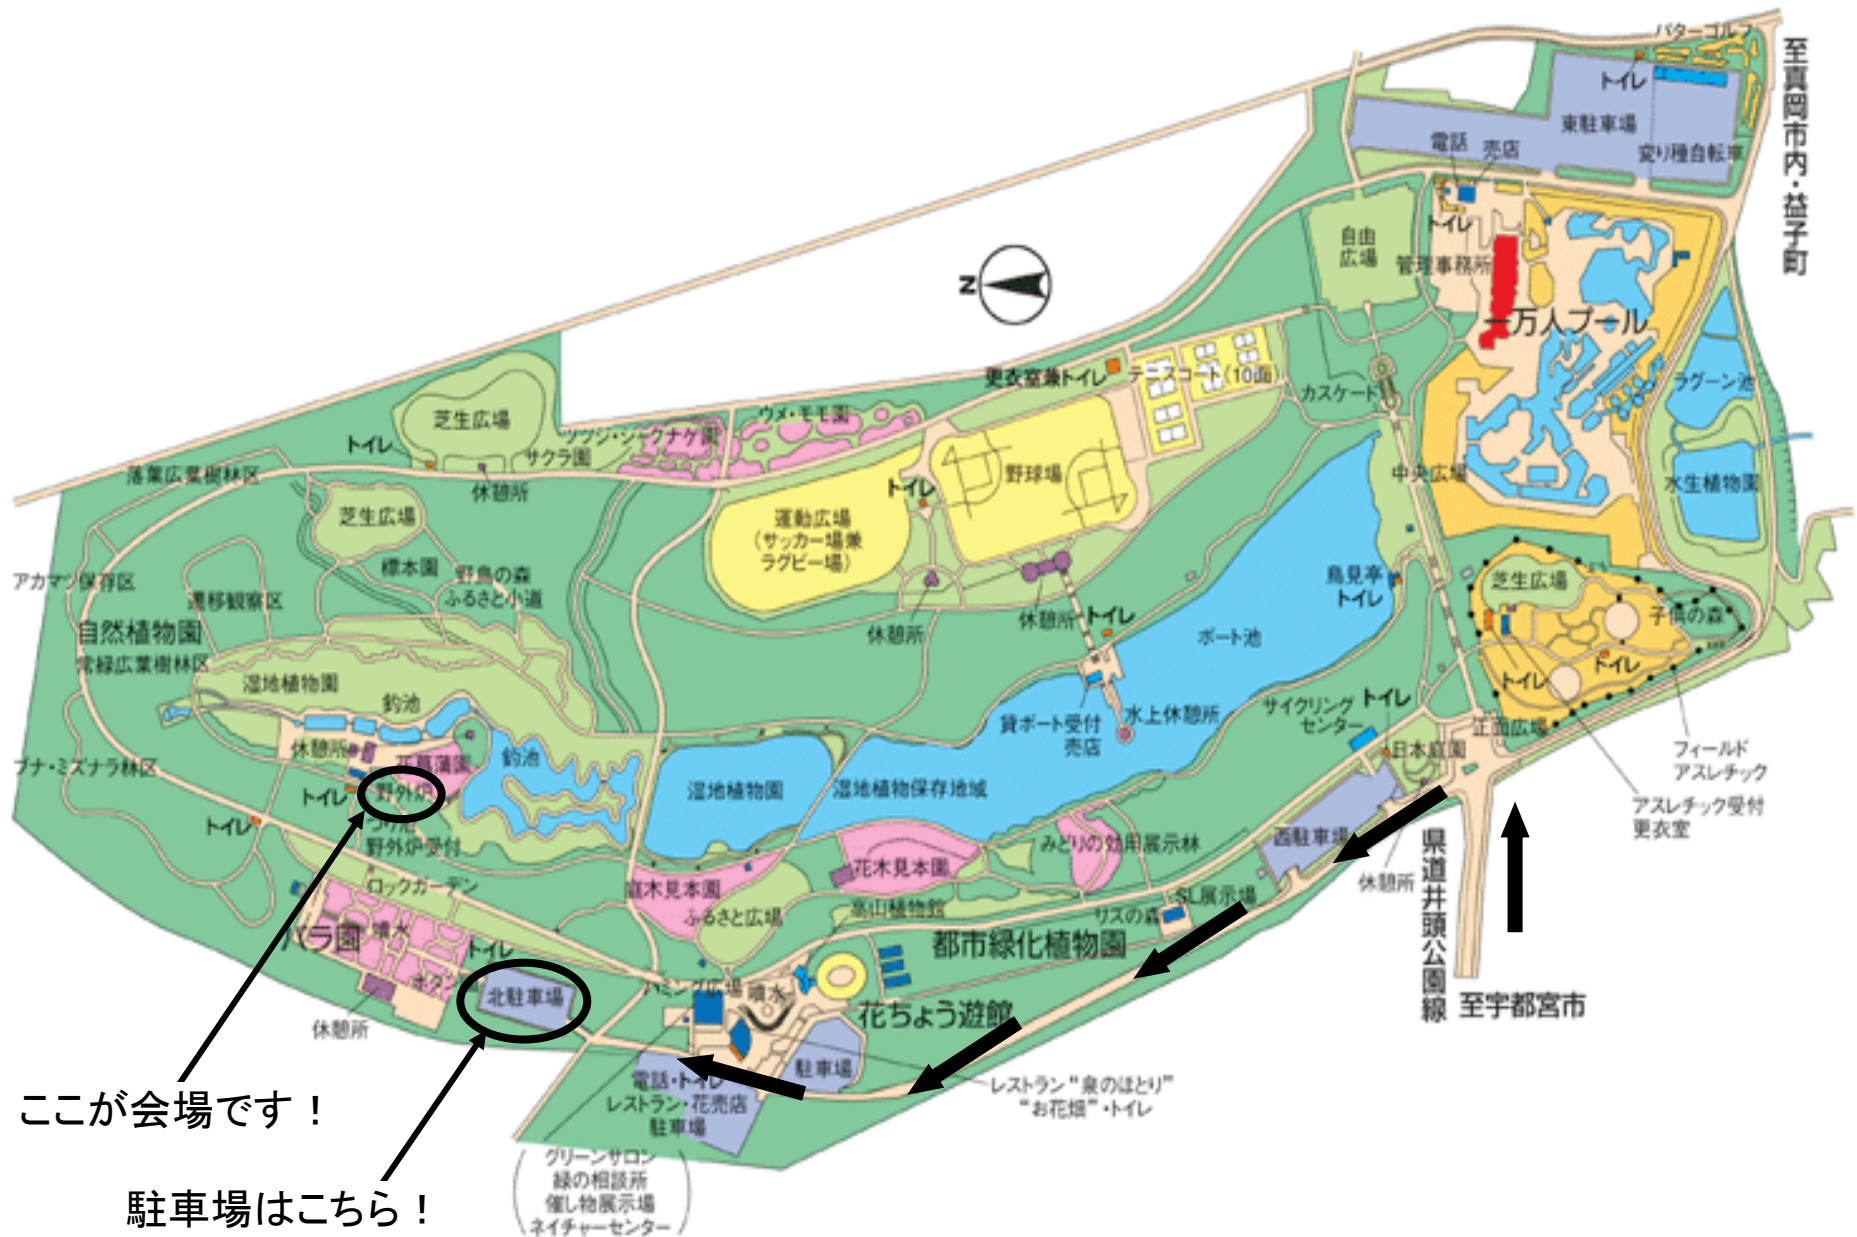 パターゴルフ
至真岡市内・益子町
トイレ
東駐車場
変り種自転車
電話
売店
トイレ
自由
広場
管理事務所
一万人プール
N
更衣室兼トイレ
テニスコート(10面)
カスケード
ラグーン池
芝生広場
トイレ
サクラ園
ツツジ・シャクナゲ園
ウメ・モモ園
休憩所
落葉広葉樹林区
トイレ
野球場
中央広場
水生植物園
芝生広場
運動広場
(サッカー場兼
ラグビー場)
標本園
野鳥の森
ふるさと小道
アカマツ保存区
遷移観察区
自然植物園
常緑広葉樹林区
休憩所
休憩所
トイレ
鳥見亭
トイレ
ボート池
芝生広場
子供の森
トイレ
トイレ
湿地植物園
釣池
休憩所
花菖蒲園
釣池
ブナ・ミズナラ林区
トイレ
野外炉
つり池
野外炉受付
トイレ
湿地植物園
湿地植物保存地域
貸ボート受付
売店
水上休憩所
サイクリング
センター
トイレ
正面広場
日本庭園
フィールド
アスレチック
アスレチック受付
更衣室
西駐車場
休憩所
県道井頭公園線
至宇都宮市
みどりの効用展示林
花木見本園
庭木見本園
ふるさと広場
高山植物館
SL展示場
リスの森
都市緑化植物園
ロックガーデン
バラ園
噴水
トイレ
ボタン園
北駐車場
休憩所
ハミング広場
噴水
花ちょう遊館
駐車場
電話・トイレ
レストラン・花売店
駐車場
レストラン“泉のほとり”
“お花畑”・トイレ
グリーンサロン
緑の相談所
催し物展示場
ネイチャーセンター
ここが会場です！
駐車場はこちら！